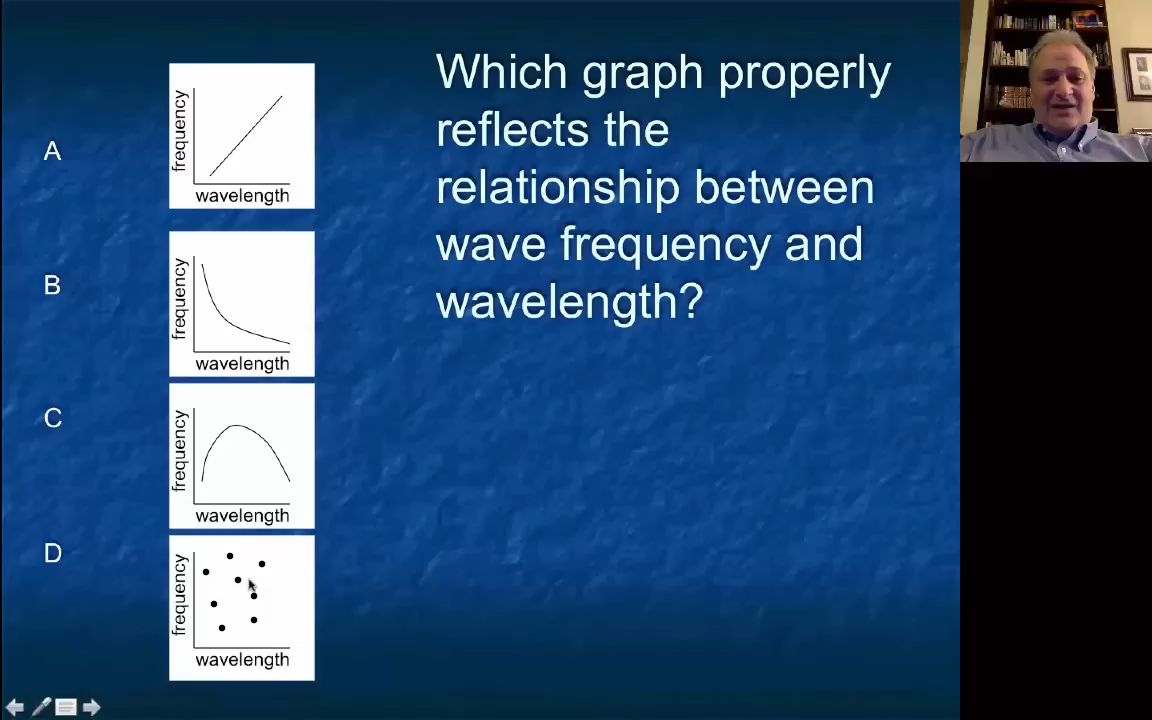 Which graph properly
reflects the
relationship between
wave frequency and
wavelength?
A
frequency
wavelength
B
frequency
wavelength
C
frequency
wavelength
D
frequency
wavelength